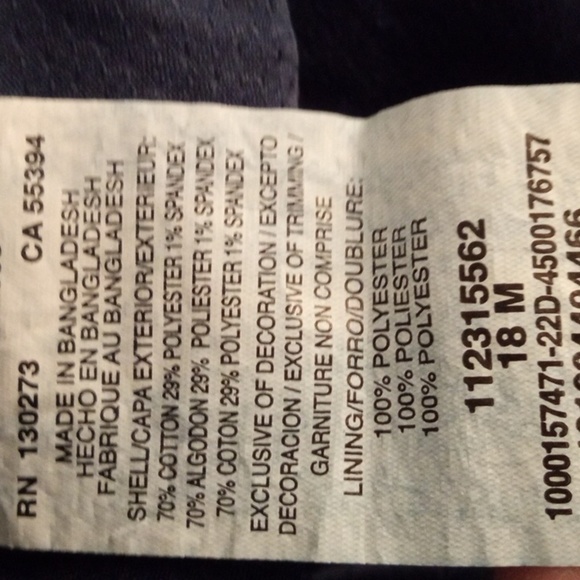 RN 130273 CA 55394
MADE IN BANGLADESH
HECHO EN BANGLADESH
FABRIQUE AU BANGLADESH
SHELL/CAPA EXTERIOR/EXTERIEUR:
70% COTTON 29% POLYESTER 1% SPANDEX
70% ALGODON 29% POLIESTER 1% SPANDEX
70% COTON 29% POLYESTER 1% SPANDEX
EXCLUSIVE OF DECORATION / EXCEPTO
DECORACION / EXCLUSIVE OF TRIMMING /
GARNITURE NON COMPRISE
LINING/FORRO/DOUBLURE:
100% POLYESTER
100% POLIESTER
100% POLYESTER
112315562
18 M
1000157471-22D-4500176757